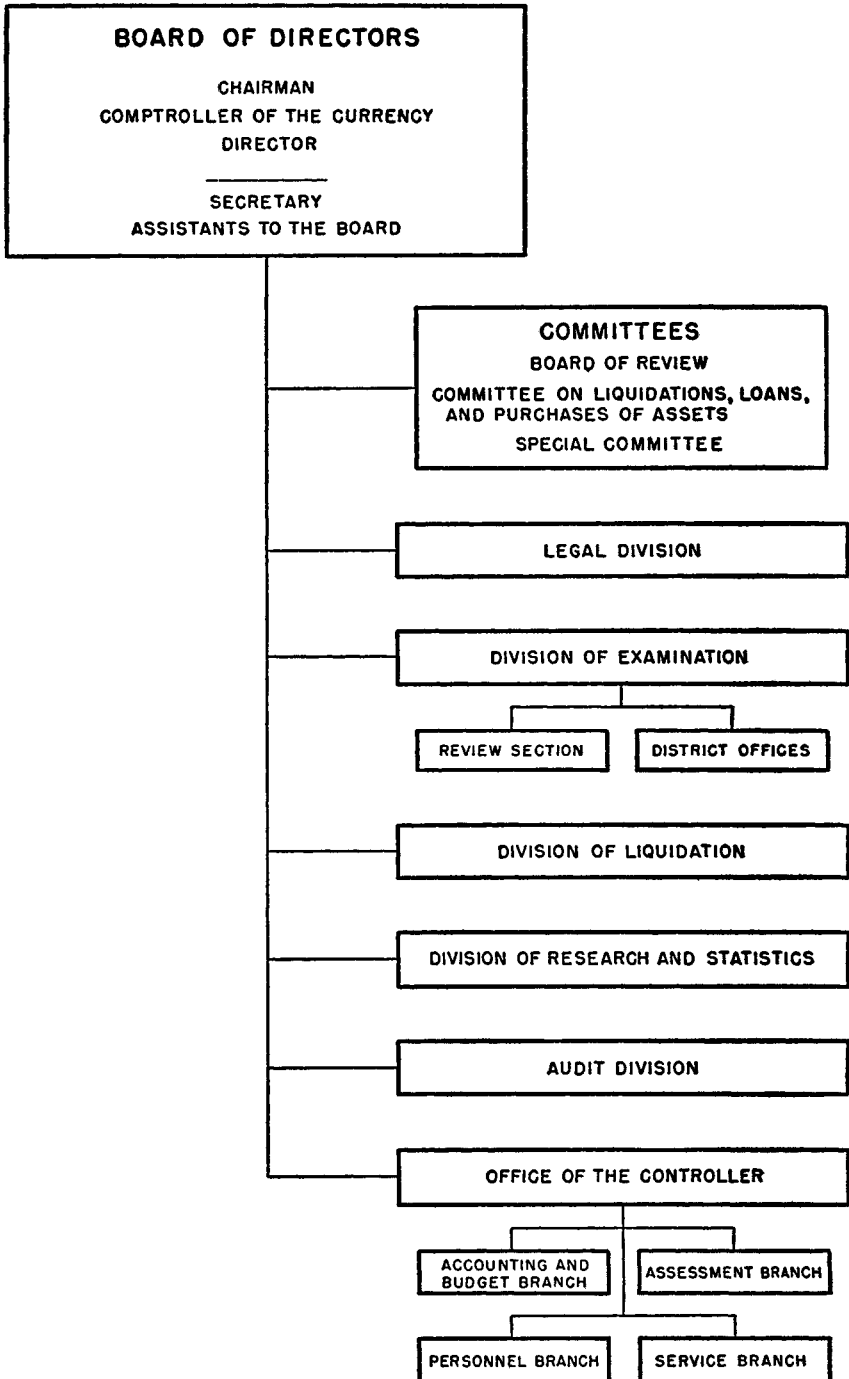 BOARD OF DIRECTORS
CHAIRMAN
COMPTROLLER OF THE CURRENCY
DIRECTOR
SECRETARY
ASSISTANTS TO THE BOARD
COMMITTEES
BOARD OF REVIEW
COMMITTEE ON LIQUIDATIONS, LOANS,
AND PURCHASES OF ASSETS
SPECIAL COMMITTEE
LEGAL DIVISION
DIVISION OF EXAMINATION
REVIEW SECTION
DISTRICT OFFICES
DIVISION OF LIQUIDATION
DIVISION OF RESEARCH AND STATISTICS
AUDIT DIVISION
OFFICE OF THE CONTROLLER
ACCOUNTING AND
BUDGET BRANCH
ASSESSMENT BRANCH
PERSONNEL BRANCH
SERVICE BRANCH